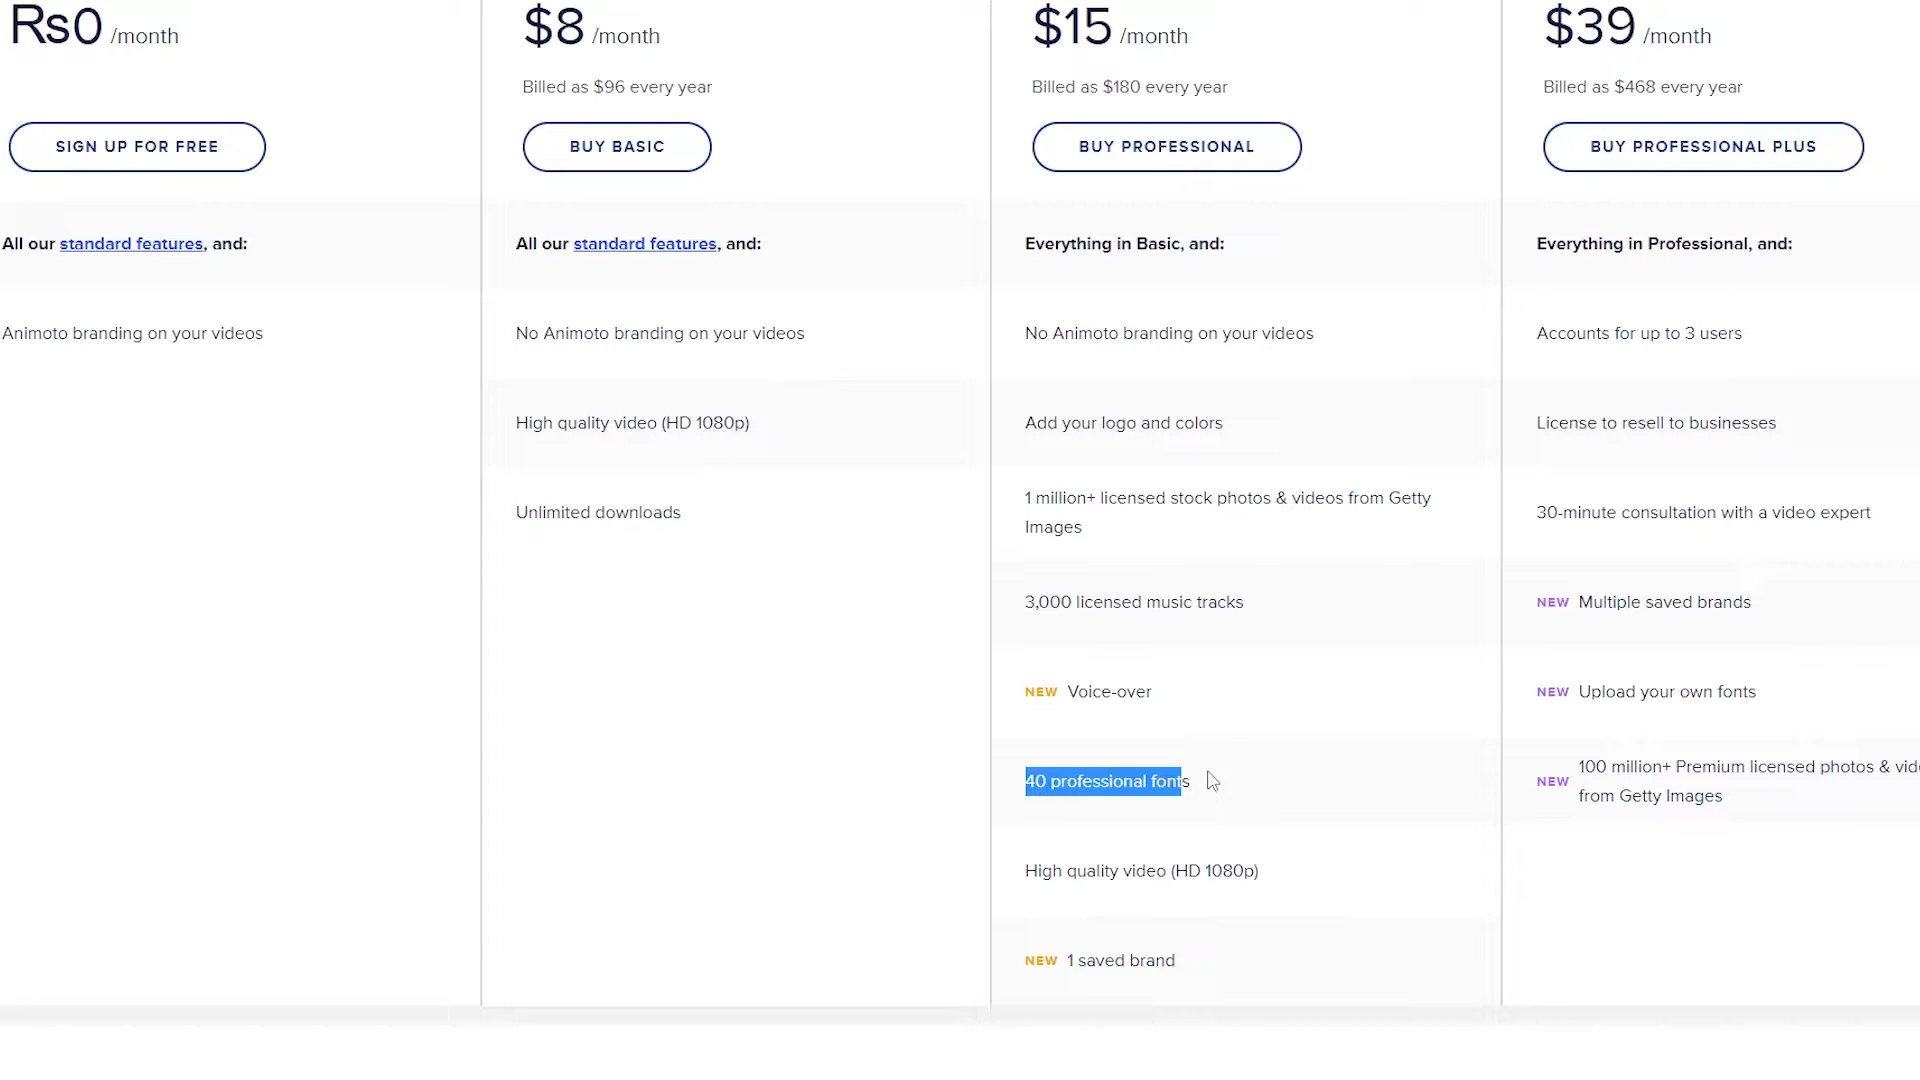 Rs0 /month
SIGN UP FOR FREE
All our standard features, and:
Animoto branding on your videos
$8 /month
Billed as $96 every year
BUY BASIC
All our standard features, and:
No Animoto branding on your videos
High quality video (HD 1080p)
Unlimited downloads
$15 /month
Billed as $180 every year
BUY PROFESSIONAL
Everything in Basic, and:
No Animoto branding on your videos
Add your logo and colors
1 million+ licensed stock photos & videos from Getty
Images
3,000 licensed music tracks
NEW Voice-over
40 professional fonts
High quality video (HD 1080p)
NEW 1 saved brand
$39 /month
Billed as $468 every year
BUY PROFESSIONAL PLUS
Everything in Professional, and:
Accounts for up to 3 users
License to resell to businesses
30-minute consultation with a video expert
NEW Multiple saved brands
NEW Upload your own fonts
NEW 100 million+ Premium licensed photos &
from Getty Images